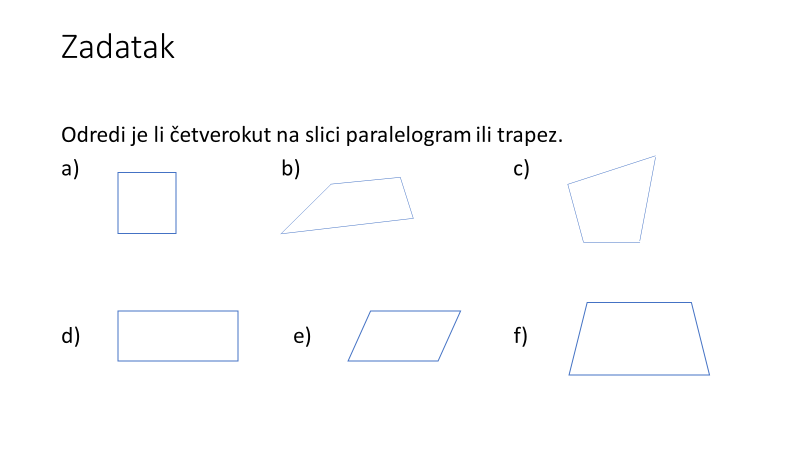 Zadatak
Odredi je li četverokut na slici paralelogram ili trapez.
a) b) c)
d) e) f)